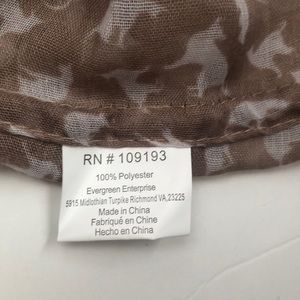 RN # 109193
100% Polyester
Evergreen Enterprise
5915 Midlothian Turpike Richmond VA,23225
Made in China
Fabriqué en Chine
Hecho en China